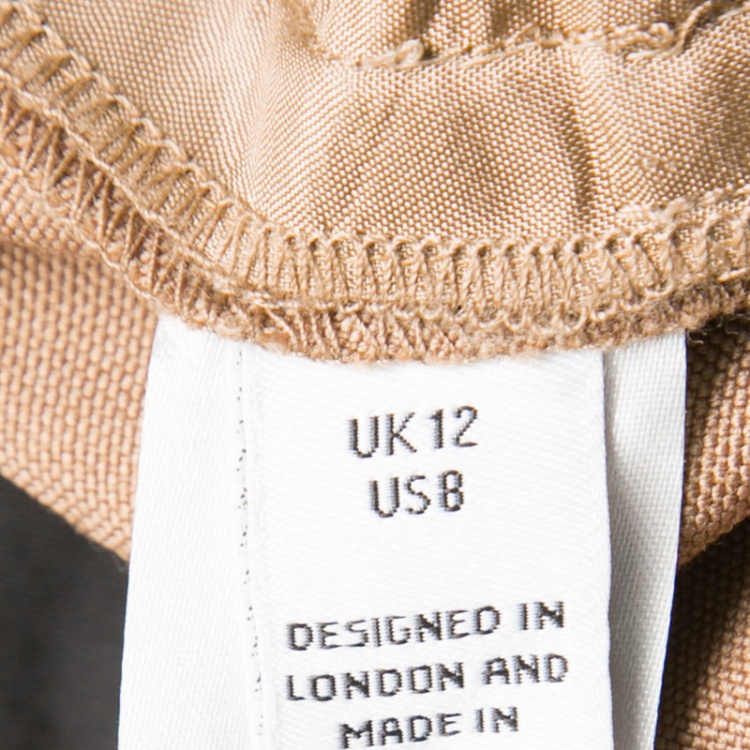 UK 12
US 8
DESIGNED IN
LONDON AND
MADE IN